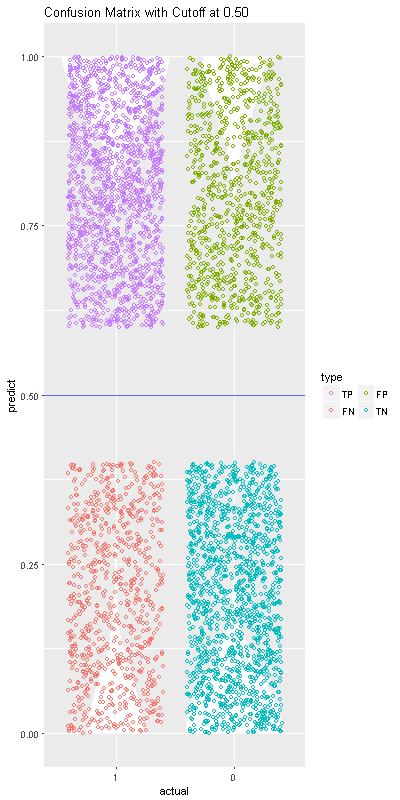 Confusion Matrix with Cutoff at 0.50
1.00
0.75
0.50
0.25
0.00
predict
1 0
actual
type
TP FP
FN TN